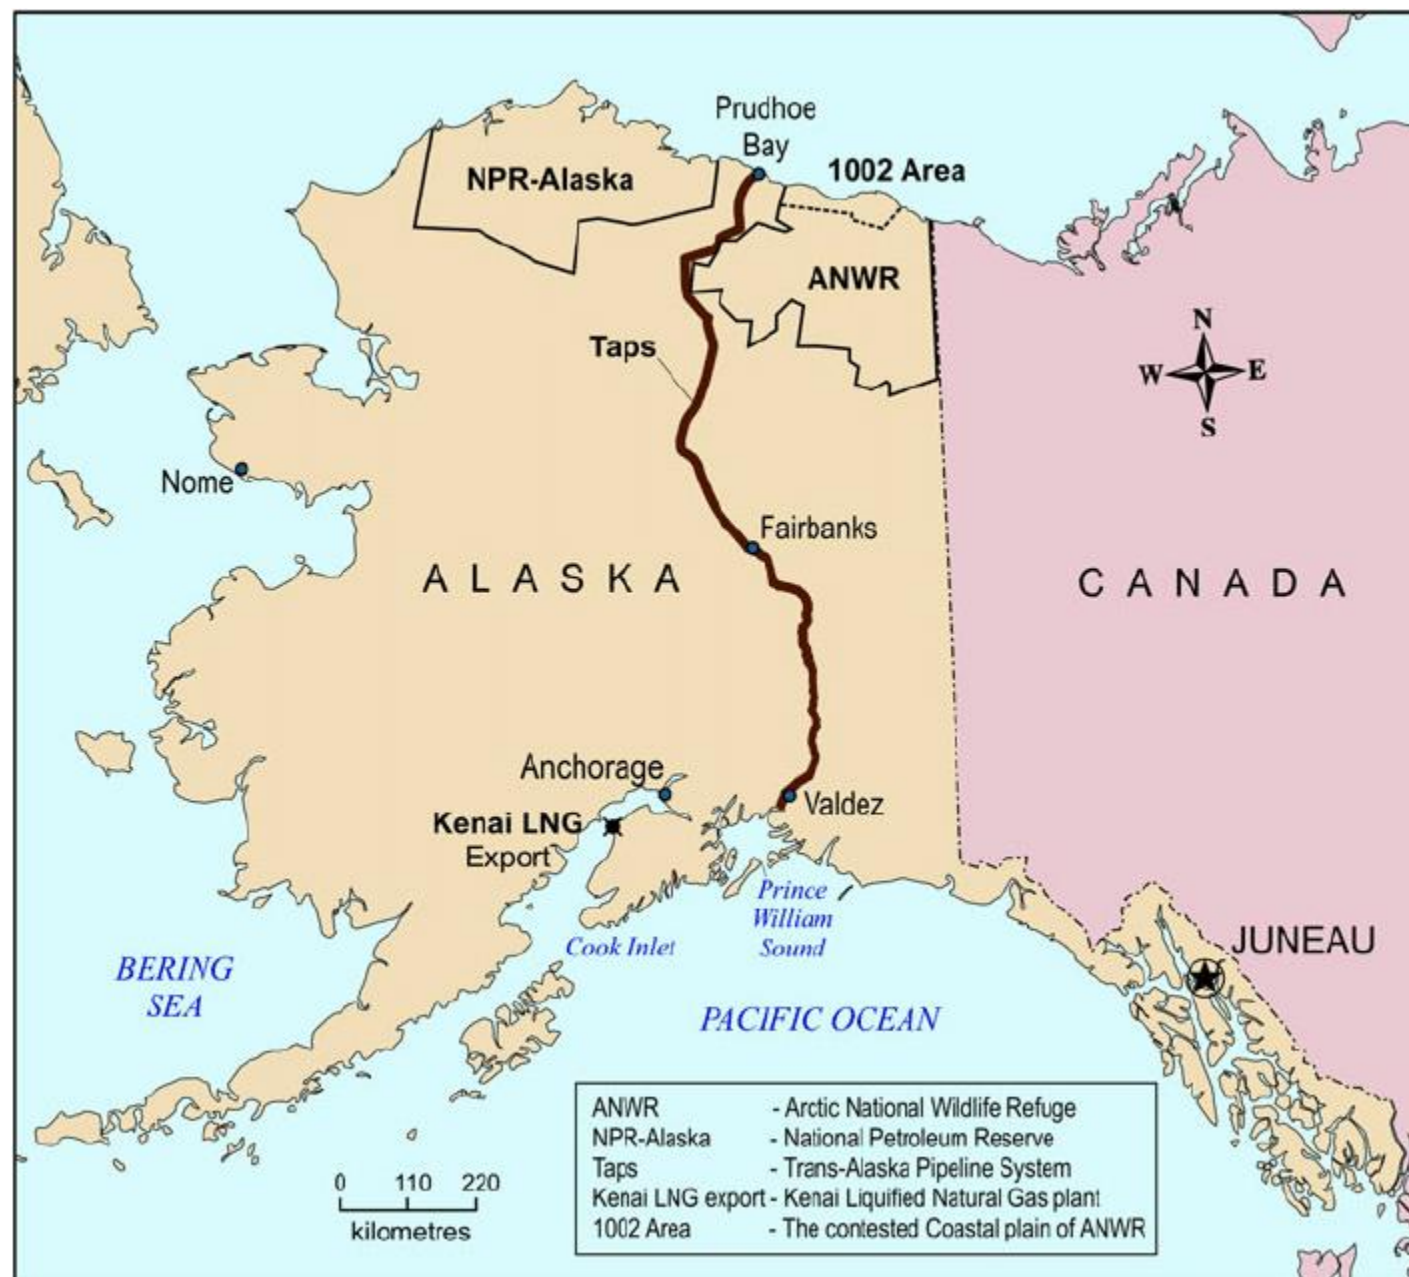 Prudhoe
Bay
1002 Area
NPR-Alaska
ANWR
N
W E
S
Taps
Nome
Fairbanks
ALASKA
CANADA
Anchorage
Valdez
Kenai LNG
Export
Prince
William
Sound
Cook Inlet
JUNEAU
BERING
SEA
PACIFIC OCEAN
ANWR - Arctic National Wildlife Refuge
NPR-Alaska - National Petroleum Reserve
Taps - Trans-Alaska Pipeline System
Kenai LNG export - Kenai Liquified Natural Gas plant
1002 Area - The contested Coastal plain of ANWR
0 110 220
kilometres